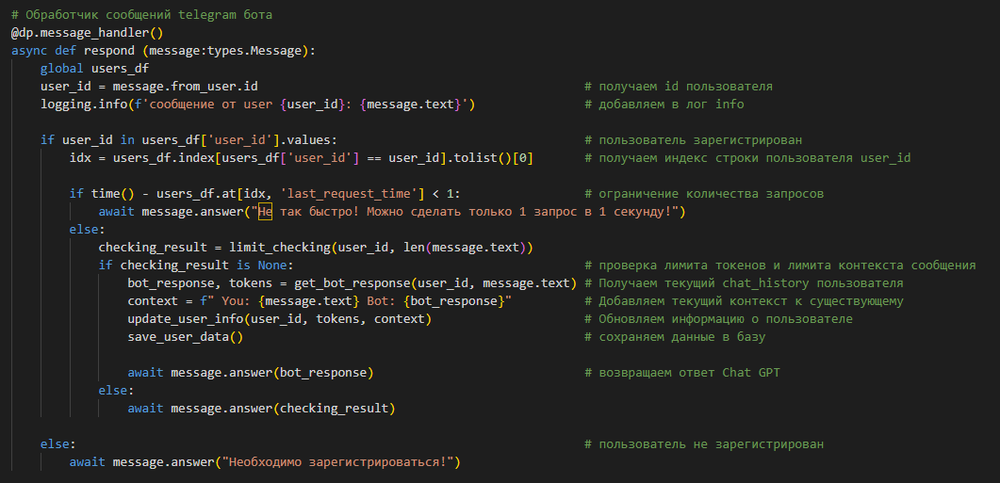 # Обработчик сообщений telegram бота
@dp.message_handler()
async def respond (message:types.Message):
    global users_df
    user_id = message.from_user.id                                             # получаем id пользователя
    logging.info(f'сообщение от user {user_id}: {message.text}')               # добавляем в лог info
    if user_id in users_df['user_id'].values:                                  # пользователь зарегистрирован
        idx = users_df.index[users_df['user_id'] == user_id].tolist()[0]       # получаем индекс строки пользователя user_id
        if time() - users_df.at[idx, 'last_request_time'] < 1:                 # ограничение количества запросов
            await message.answer("Не так быстро! Можно сделать только 1 запрос в 1 секунду!")
        else:
            checking_result = limit_checking(user_id, len(message.text))
            if checking_result is None:                                        # проверка лимита токенов и лимита контекста сообщения
                bot_response, tokens = get_bot_response(user_id, message.text) # Получаем текущий chat_history пользователя
                context = f" You: {message.text} Bot: {bot_response}"          # Добавляем текущий контекст к существующему
                update_user_info(user_id, tokens, context)                     # Обновляем информацию о пользователе
                save_user_data()                                               # сохраняем данные в базу
                await message.answer(bot_response)                             # возвращаем ответ Chat GPT
            else:
                await message.answer(checking_result)
    else:                                                                      # пользователь не зарегистрирован
        await message.answer("Необходимо зарегистрироваться!")